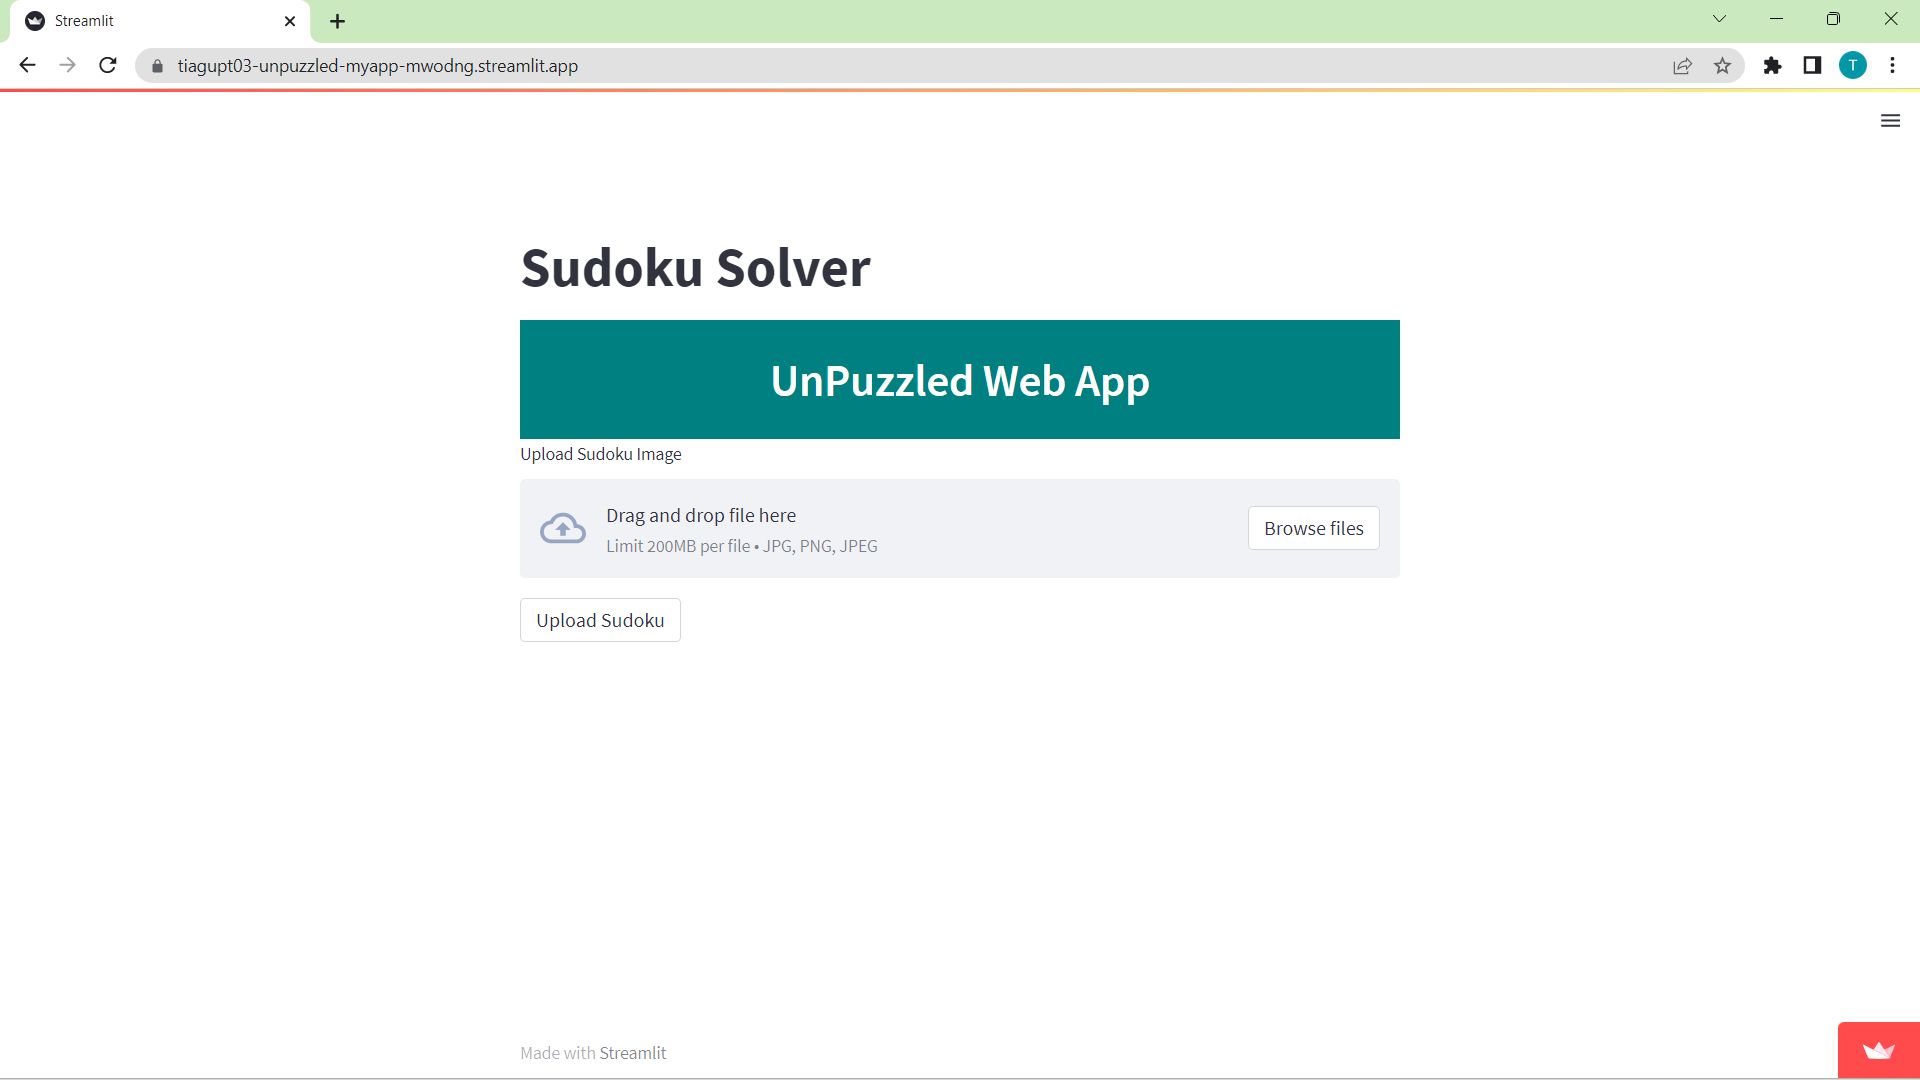 Streamlit
tiagupt03-unpuzzled-myapp-mwodng.streamlit.app
T
Sudoku Solver
UnPuzzled Web App
Upload Sudoku Image
Drag and drop file here
Limit 200MB per file • JPG, PNG, JPEG
Browse files
Upload Sudoku
Made with Streamlit